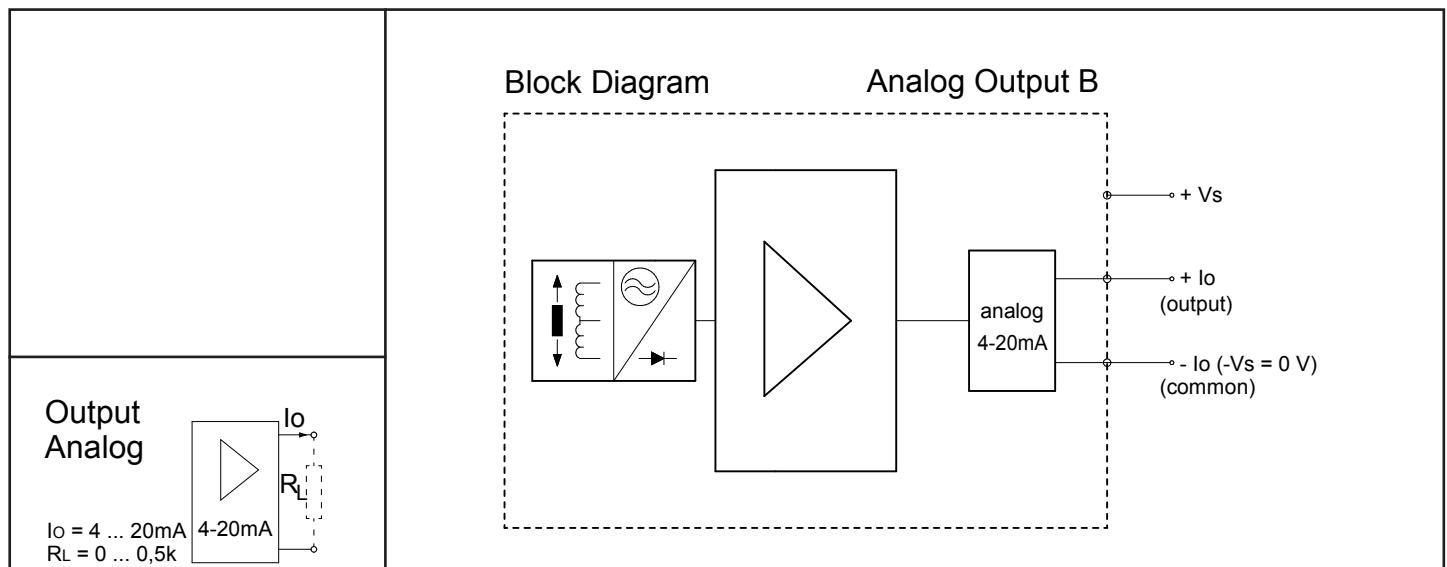 Block Diagram
Analog Output B
+ Vs
+ Io
(output)
analog
4-20mA
- Io (-Vs = 0 V)
(common)
Output
Analog
Io
RL
4-20mA
Io = 4 ... 20mA
RL = 0 ... 0,5k